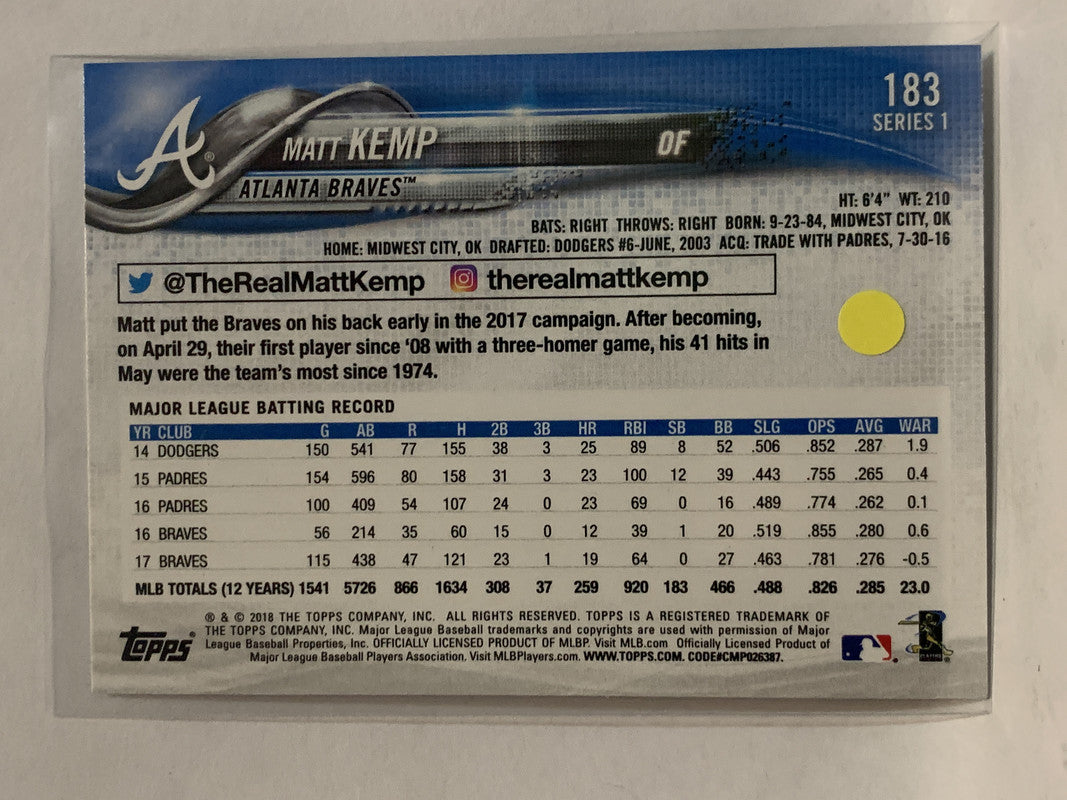 183
SERIES 1
A®
MATT KEMP OF
ATLANTA BRAVES™
HT: 6'4" WT: 210
BATS: RIGHT THROWS: RIGHT BORN: 9-23-84, MIDWEST CITY, OK
HOME: MIDWEST CITY, OK DRAFTED: DODGERS #6-JUNE, 2003 ACQ: TRADE WITH PADRES, 7-30-16
@TheRealMattKemp therealmattkemp
Matt put the Braves on his back early in the 2017 campaign. After becoming,
on April 29, their first player since '08 with a three-homer game, his 41 hits in
May were the team's most since 1974.
MAJOR LEAGUE BATTING RECORD
YR CLUB G AB R H 2B 3B HR RBI SB BB SLG OPS AVG WAR
14 DODGERS 150 541 77 155 38 3 25 89 8 52 .506 .852 .287 1.9
15 PADRES 154 596 80 158 31 3 23 100 12 39 .443 .755 .265 0.4
16 PADRES 100 409 54 107 24 0 23 69 0 16 .489 .774 .262 0.1
16 BRAVES 56 214 35 60 15 0 12 39 1 20 .519 .855 .280 0.6
17 BRAVES 115 438 47 121 23 1 19 64 0 27 .463 .781 .276 -0.5
MLB TOTALS (12 YEARS) 1541 5726 866 1634 308 37 259 920 183 466 .488 .826 .285 23.0
® & © 2018 THE TOPPS COMPANY, INC. ALL RIGHTS RESERVED. TOPPS IS A REGISTERED TRADEMARK OF
THE TOPPS COMPANY, INC. Major League Baseball trademarks and copyrights are used with permission of Major
League Baseball Properties, Inc. OFFICIALLY LICENSED PRODUCT OF MLBP. Visit MLB.com Officially Licensed Product of
Major League Baseball Players Association. Visit MLBPlayers.com. WWW.TOPPS.COM. CODE#CMP026387.
Topps